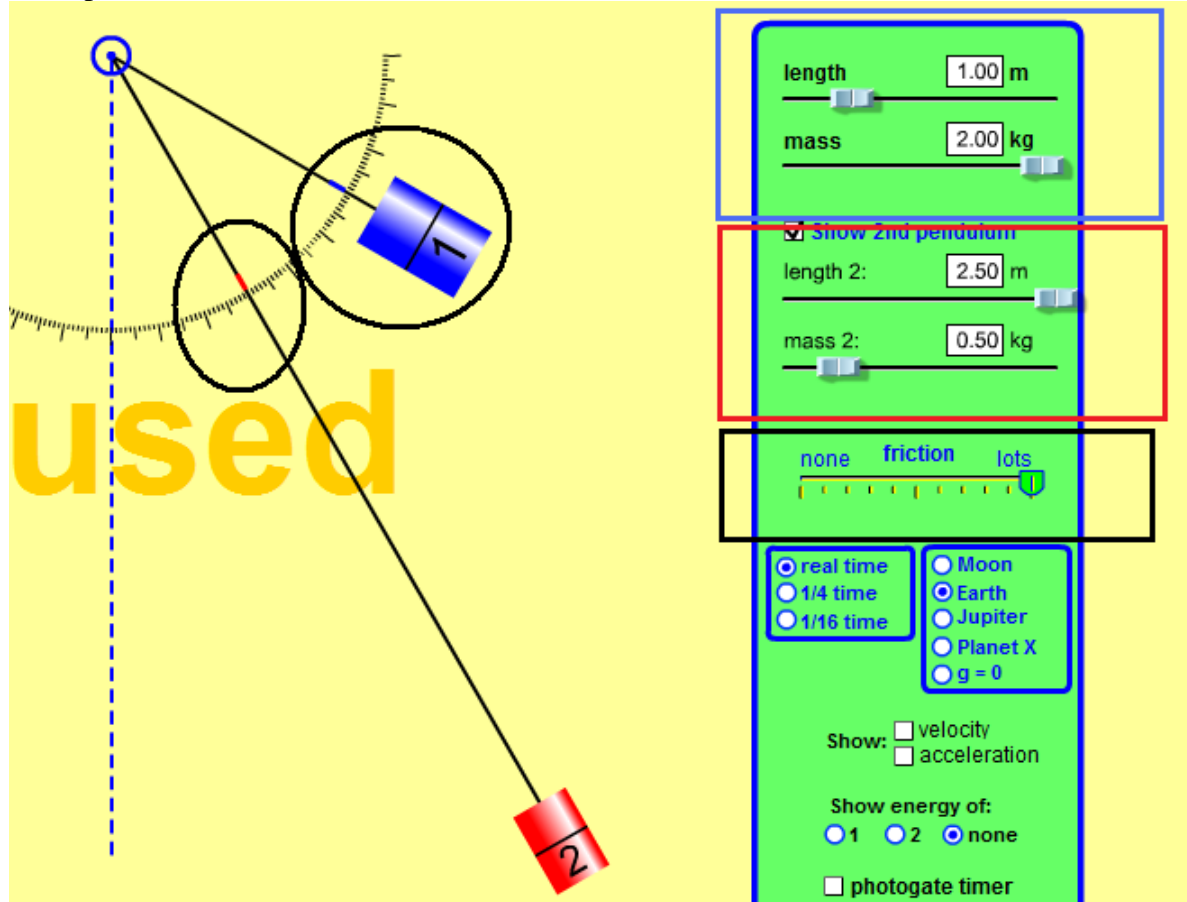 length 1.00 m
mass 2.00 kg
Show 2nd pendulum
length 2: 2.50 m
mass 2: 0.50 kg
none friction lots
real time
1/4 time
1/16 time
Moon
Earth
Jupiter
Planet X
g = 0
Show: velocity
acceleration
Show energy of:
1 2 none
photogate timer
1
2
used